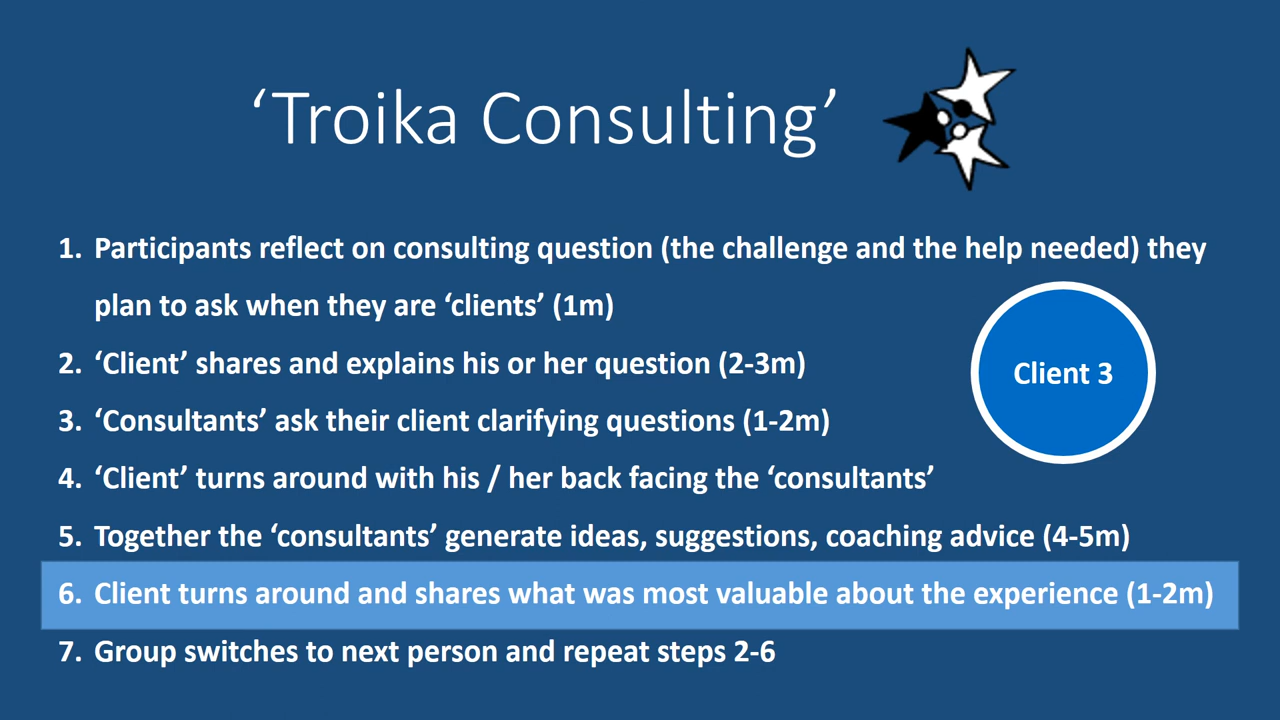 ‘Troika Consulting’
1. Participants reflect on consulting question (the challenge and the help needed) they
plan to ask when they are ‘clients’ (1m)
2. ‘Client’ shares and explains his or her question (2-3m)
Client 3
3. ‘Consultants’ ask their client clarifying questions (1-2m)
4. ‘Client’ turns around with his / her back facing the ‘consultants’
5. Together the ‘consultants’ generate ideas, suggestions, coaching advice (4-5m)
6. Client turns around and shares what was most valuable about the experience (1-2m)
7. Group switches to next person and repeat steps 2-6